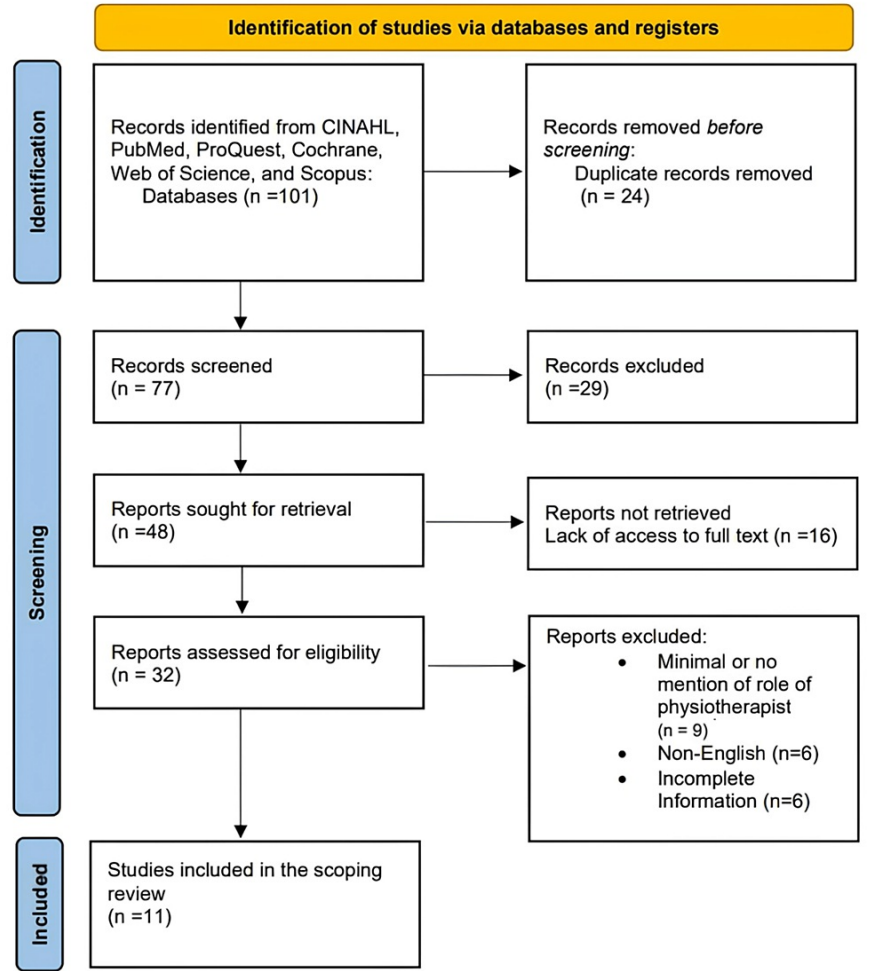 Identification of studies via databases and registers
Identification
Records identified from CINAHL,
PubMed, ProQuest, Cochrane,
Web of Science, and Scopus:
Databases (n =101)
Records removed before
screening:
Duplicate records removed
(n = 24)
Screening
Records screened
(n = 77)
Records excluded
(n =29)
Reports sought for retrieval
(n =48)
Reports not retrieved
Lack of access to full text (n =16)
Reports assessed for eligibility
(n = 32)
Reports excluded:
• Minimal or no
mention of role of
physiotherapist
(n = 9)
• Non-English (n=6)
• Incomplete
Information (n=6)
Included
Studies included in the scoping
review
(n =11)